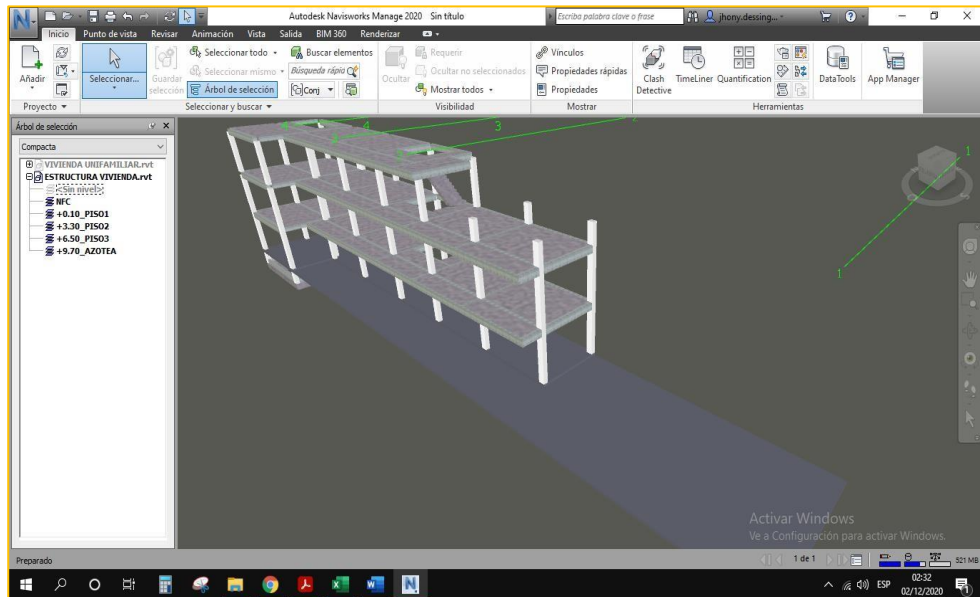 Autodesk Navisworks Manage 2020 Sin título
Escriba palabra clave o frase
jhony.dessing...
Inicio Punto de vista Revisar Animación Vista Salida BIM 360 Renderizar
Añadir
Seleccionar...
Guardar selección
Seleccionar todo
Seleccionar mismo
Árbol de selección
Buscar elementos
Búsqueda rápida
Conj
Ocultar
Requerir
Ocultar no seleccionados
Mostrar todos
Vínculos
Propiedades rápidas
Propiedades
Clash Detective
TimeLiner
Quantification
DataTools
App Manager
Proyecto
Seleccionar y buscar
Visibilidad
Mostrar
Herramientas
Árbol de selección
Compacta
VIVIENDA UNIFAMILIAR.rvt
ESTRUCTURA VIVIENDA.rvt
<Sin nivel>
NFC
+0.10_PISO1
+3.30_PISO2
+6.50_PISO3
+9.70_AZOTEA
4
3
1
1
Activar Windows
Ve a Configuración para activar Windows.
Preparado
1 de 1
521 MB
ESP
02:32
02/12/2020